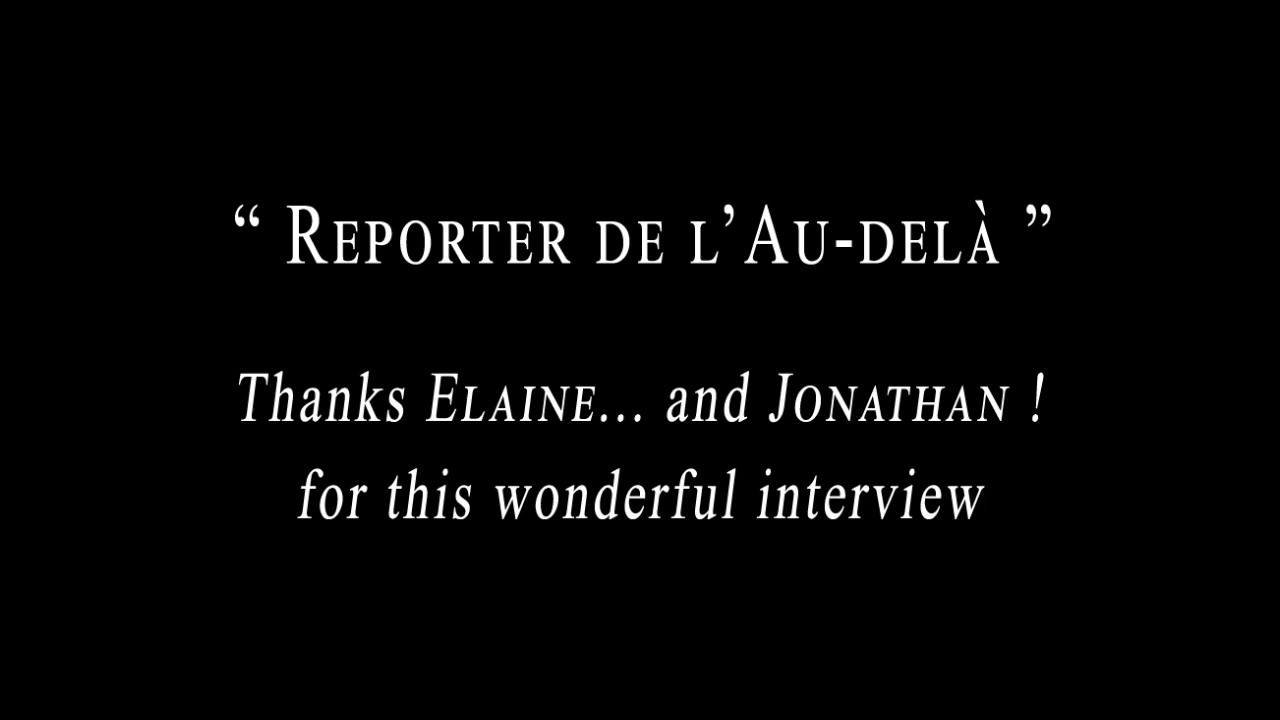 “ Reporter de l’Au-delà ”
Thanks Elaine... and Jonathan !
for this wonderful interview